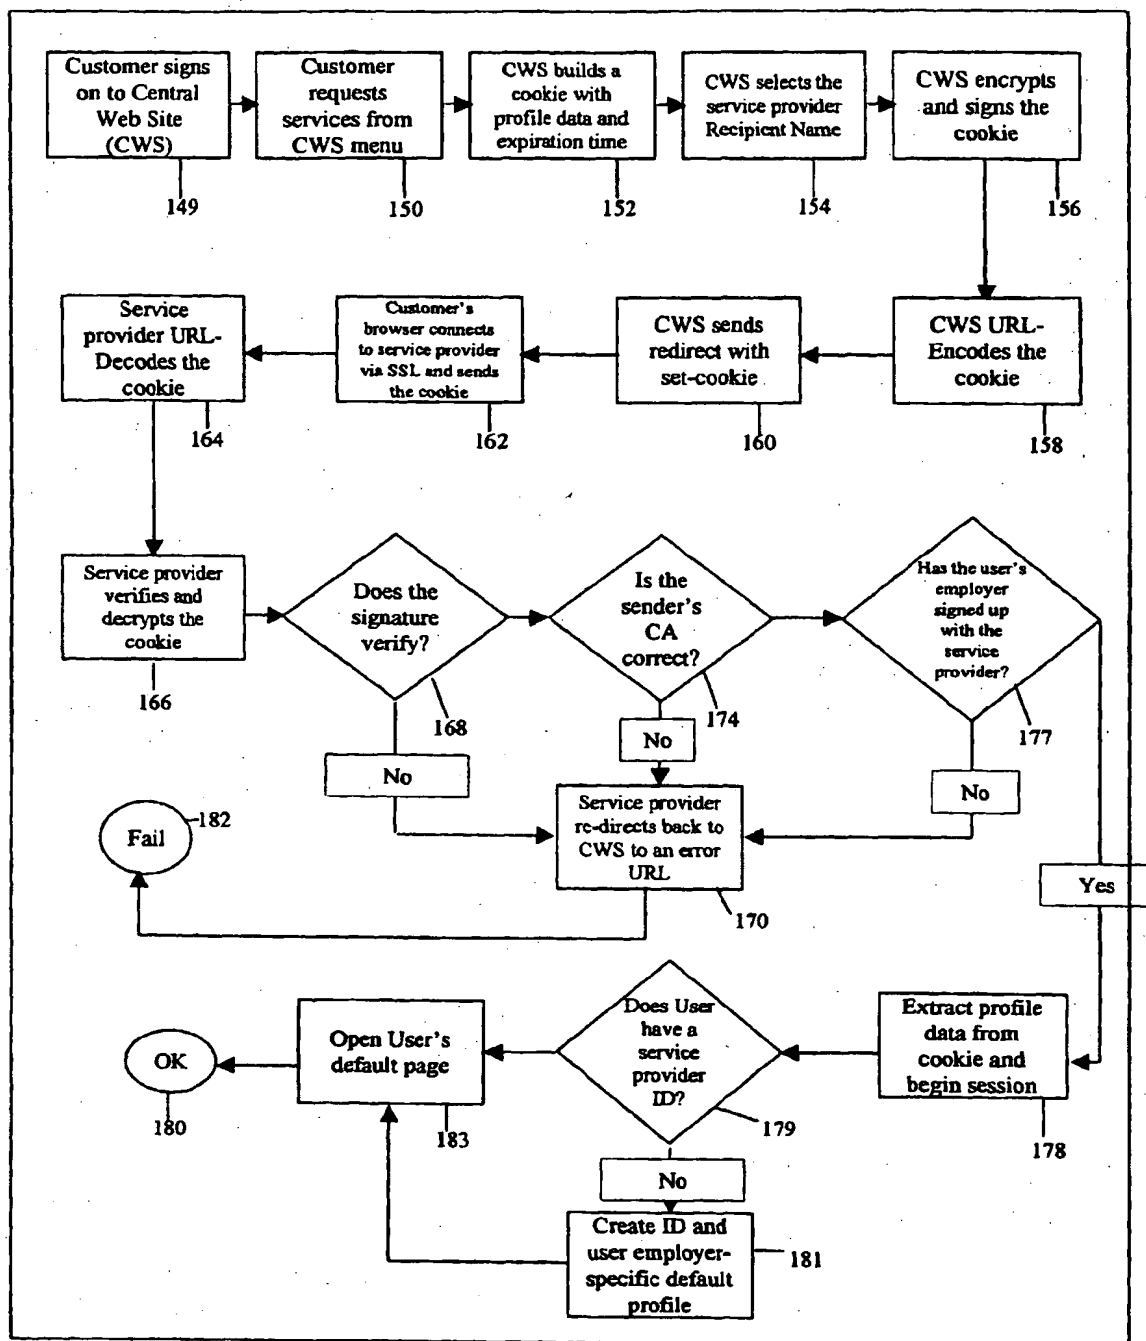 Customer signs
on to Central
Web Site
(CWS)
149
Customer
requests
services from
CWS menu
150
CWS builds a
cookie with
profile data and
expiration time
152
CWS selects the
service provider
Recipient Name
154
CWS encrypts
and signs the
cookie
156
CWS URL-
Encodes the
cookie
158
CWS sends
redirect with
set-cookie
160
Customer's
browser connects
to service provider
via SSL and sends
the cookie
162
Service
provider URL-
Decodes the
cookie
164
Service provider
verifies and
decrypts the
cookie
166
Does the
signature
verify?
168
No
Is the
sender's
CA
correct?
174
No
Has the user's
employer
signed up
with the
service
provider?
177
No
Yes
Service provider
re-directs back to
CWS to an error
URL
170
Fail
182
Extract profile
data from
cookie and
begin session
178
Does User
have a
service
provider
ID?
179
No
Create ID and
user employer-
specific default
profile
181
Open User's
default page
183
OK
180